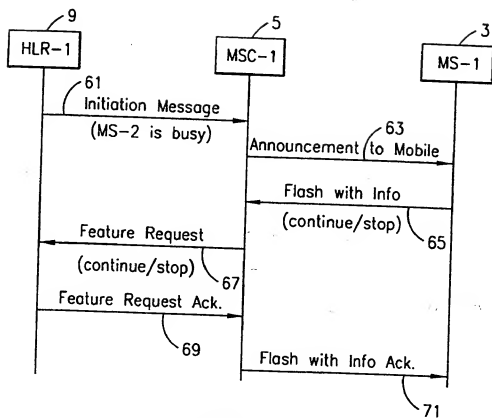 9
5
3
HLR-1
MSC-1
MS-1
61
Initiation Message
(MS-2 is busy)
63
Announcement to Mobile
Flash with Info
(continue/stop)
65
Feature Request
(continue/stop)
67
Feature Request Ack.
69
Flash with Info Ack.
71